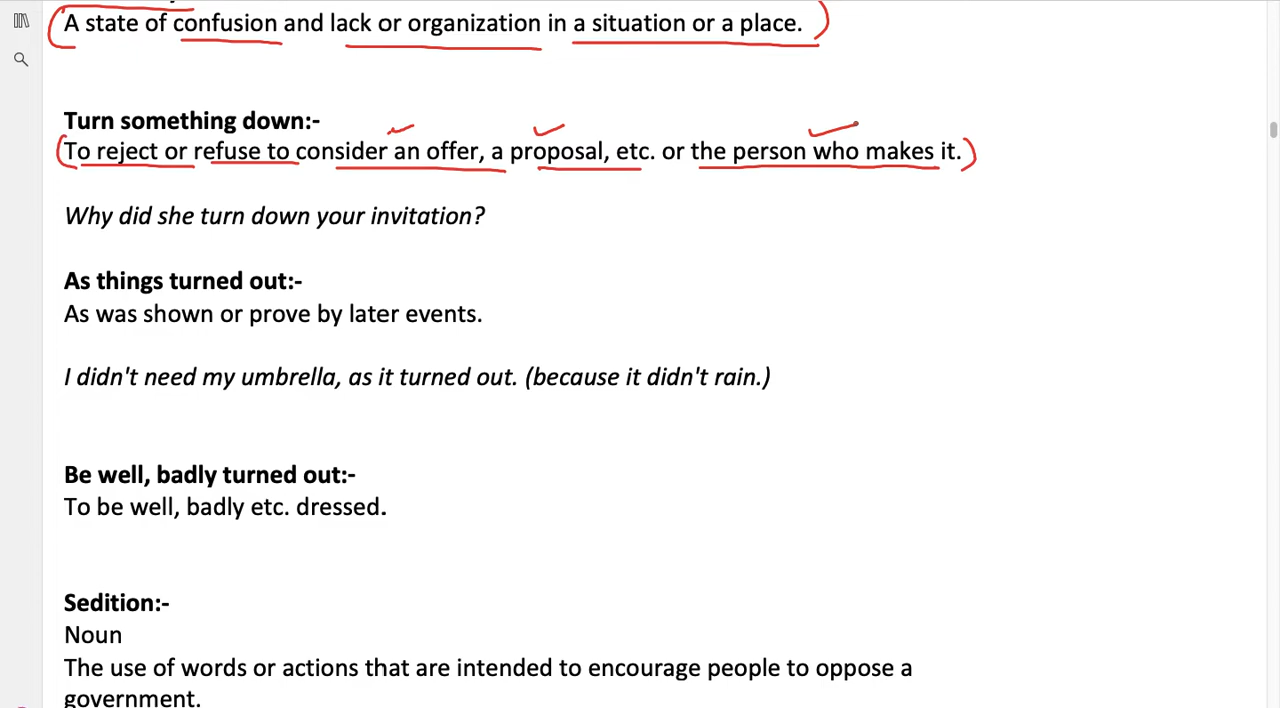 A state of confusion and lack or organization in a situation or a place.
Turn something down:-
To reject or refuse to consider an offer, a proposal, etc. or the person who makes it.
Why did she turn down your invitation?
As things turned out:-
As was shown or prove by later events.
I didn't need my umbrella, as it turned out. (because it didn't rain.)
Be well, badly turned out:-
To be well, badly etc. dressed.
Sedition:-
Noun
The use of words or actions that are intended to encourage people to oppose a
government.